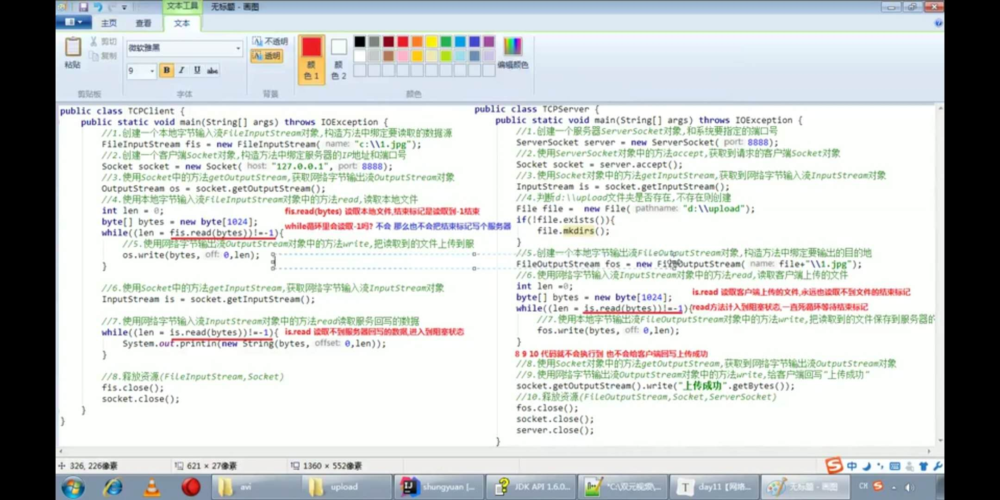 文本工具
无标题 - 画图
主页 查看 文本
粘贴
剪切
复制
剪贴板
微软雅黑
9 B I U abc
字体
不透明
透明
背景
颜色 1
颜色 2
编辑颜色
颜色
public class TCPClient {
public static void main(String[] args) throws IOException {
//1.创建一个本地字节输入流FileInputStream对象,构造方法中绑定要读取的数据源
FileInputStream fis = new FileInputStream( name: "c:\\1.jpg");
//2.创建一个客户端Socket对象,构造方法中绑定服务器的IP地址和端口号
Socket socket = new Socket( host: "127.0.0.1", port: 8888);
//3.使用Socket中的方法getOutputStream,获取网络字节输出流OutputStream对象
OutputStream os = socket.getOutputStream();
//4.使用本地字节输入流FileInputStream对象中的方法read,读取本地文件
int len = 0;
fis.read(bytes) 读取本地文件,结束标记是读取到-1结束
byte[] bytes = new byte[1024];
while循环里会读取-1吗? 不会 那么也不会把结束标记写个服务器
while((len = fis.read(bytes))!=-1){
//5.使用网络字节输出流OutputStream对象中的方法write,把读取到的文件上传到服
os.write(bytes, off: 0,len);
}
//6.使用Socket中的方法getInputStream,获取网络字节输入流InputStream对象
InputStream is = socket.getInputStream();
//7.使用网络字节输入流InputStream对象中的方法read读取服务回写的数据
while((len = is.read(bytes))!=-1){ is.read 读取不到服务器回写的数据,进入到阻塞状态
System.out.println(new String(bytes, offset: 0,len));
}
//8.释放资源(FileInputStream,Socket)
fis.close();
socket.close();
}
}
public class TCPServer {
public static void main(String[] args) throws IOException {
//1.创建一个服务器ServerSocket对象,和系统要指定的端口号
ServerSocket server = new ServerSocket( port: 8888);
//2.使用ServerSocket对象中的方法accept,获取到请求的客户端Socket对象
Socket socket = server.accept();
//3.使用Socket对象中的方法getInputStream,获取到网络字节输入流InputStream对象
InputStream is = socket.getInputStream();
//4.判断d:\\upload文件夹是否存在,不存在则创建
File file =  new File( pathname: "d:\\upload");
if(!file.exists()){
file.mkdirs();
}
//5.创建一个本地字节输出流FileOutputStream对象,构造方法中绑定要输出的目的地
FileOutputStream fos = new FileOutputStream( name: file+"\\1.jpg");
//6.使用网络字节输入流InputStream对象中的方法read,读取客户端上传的文件
int len =0;
is.read 读取客户端上传的文件,永远也读取不到文件的结束标记
byte[] bytes = new byte[1024];
while((len = is.read(bytes))!=-1){ read方法计入到阻塞状态,一直死循环等待结束标记
//7.使用本地字节输出流FileOutputStream对象中的方法write,把读取到的文件保存到服务器的
fos.write(bytes, off: 0,len);
}
8 9 10 代码就不会执行到 也不会给客户端回写上传成功
//8.使用Socket对象中的方法getOutputStream,获取到网络字节输出流OutputStream对象
//9.使用网络字节输出流OutputStream对象中的方法write,给客户端回写"上传成功"
socket.getOutputStream().write("上传成功".getBytes());
//10.释放资源(FileOutputStream,Socket,ServerSocket)
fos.close();
socket.close();
server.close();
}
326, 226像素
621 × 27像素
1360 × 552像素
中
avi
upload
shungyuan [...
JDK API 1.6.0...
*C:\双元视频\...
day11【网络...
无标题 - 画图
CH